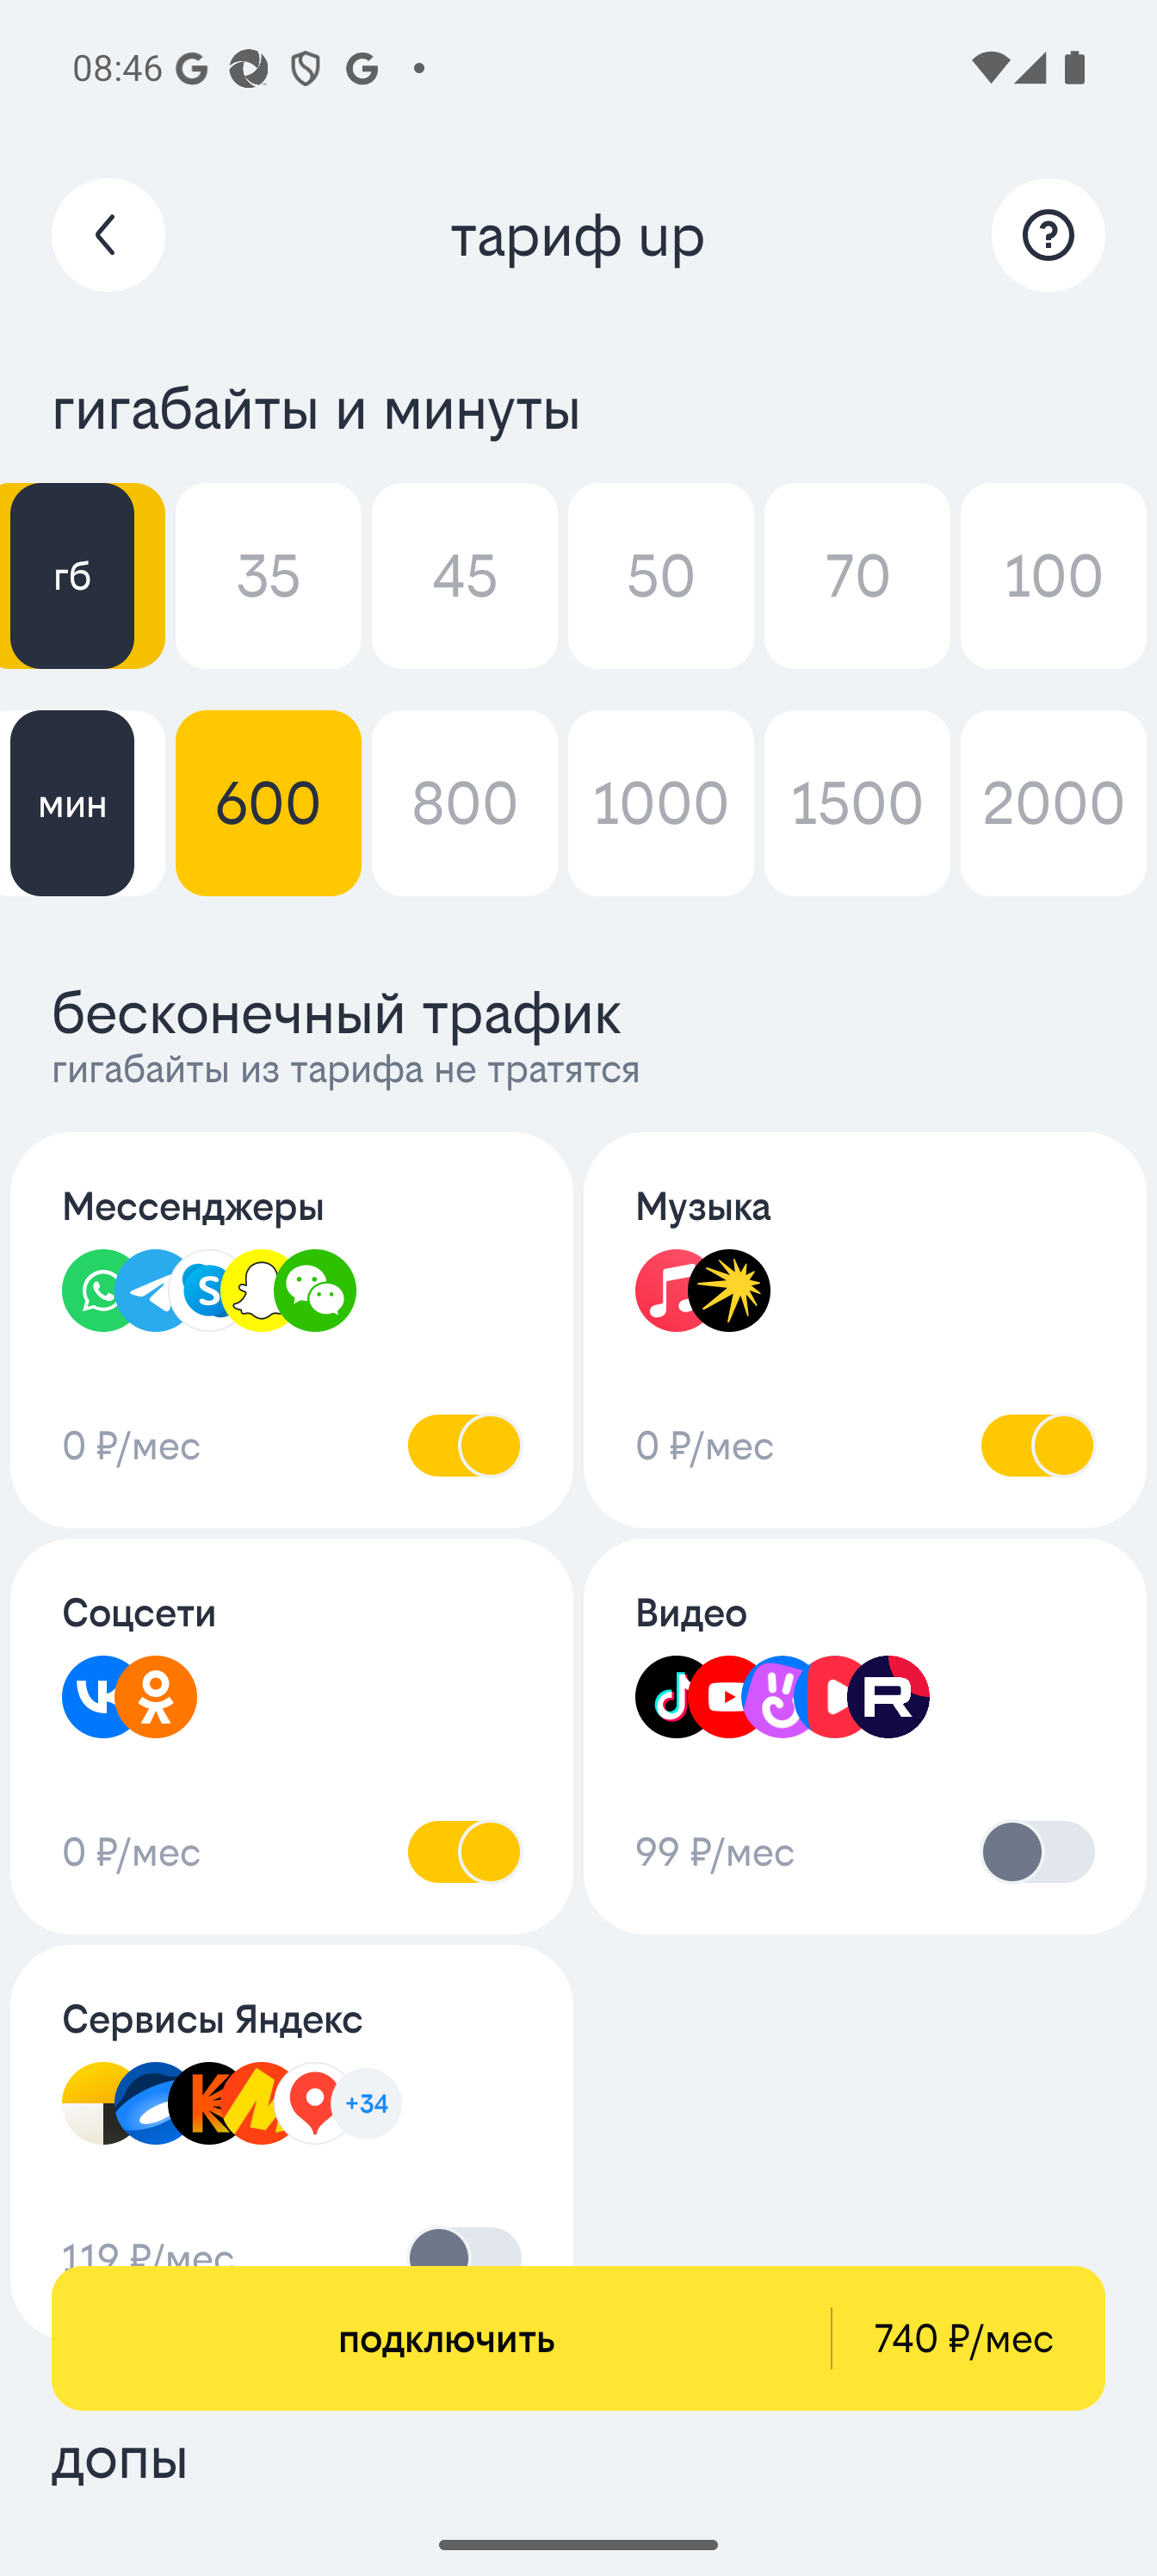 08:46
тариф up
гигабайты и минуты
гб 35 45 50 70 100
мин 600 800 1000 1500 2000
бесконечный трафик
гигабайты из тарифа не тратятся
Мессенджеры
0 ₽/мес
Музыка
0 ₽/мес
Соцсети
0 ₽/мес
Видео
99 ₽/мес
Сервисы Яндекс
+34
119 ₽/мес
подключить 740 ₽/мес
допы